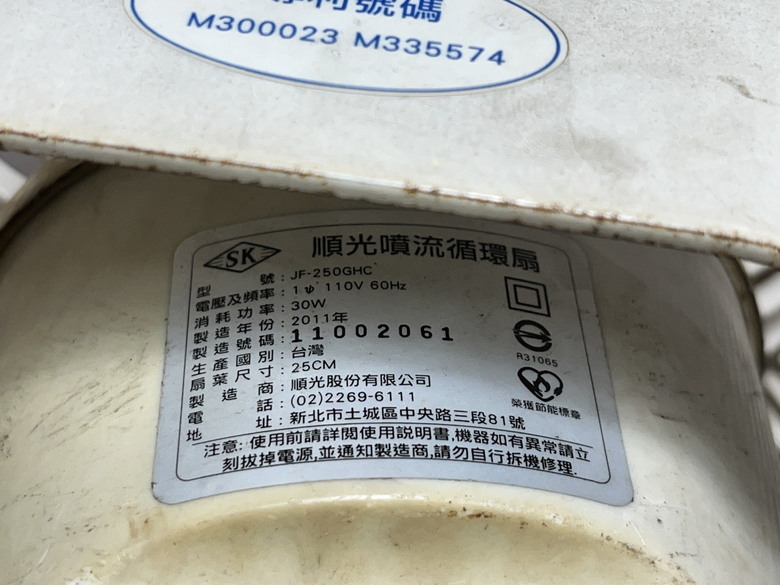 利號碼
M300023 M335574
SK 順光噴流循環扇
型號：JF-250GHC
電壓及頻率：1ψ 110V 60Hz
消耗功率：30W
製造年份：2011年
製造號碼：11002061
生產國別：台灣
扇葉尺寸：25CM
製造商：順光股份有限公司
電話：(02)2269-6111
地址：新北市土城區中央路三段81號
R31065
榮獲節能標章
注意：使用前請詳閱使用説明書,機器如有異常請立
刻拔掉電源,並通知製造商,請勿自行拆機修理.